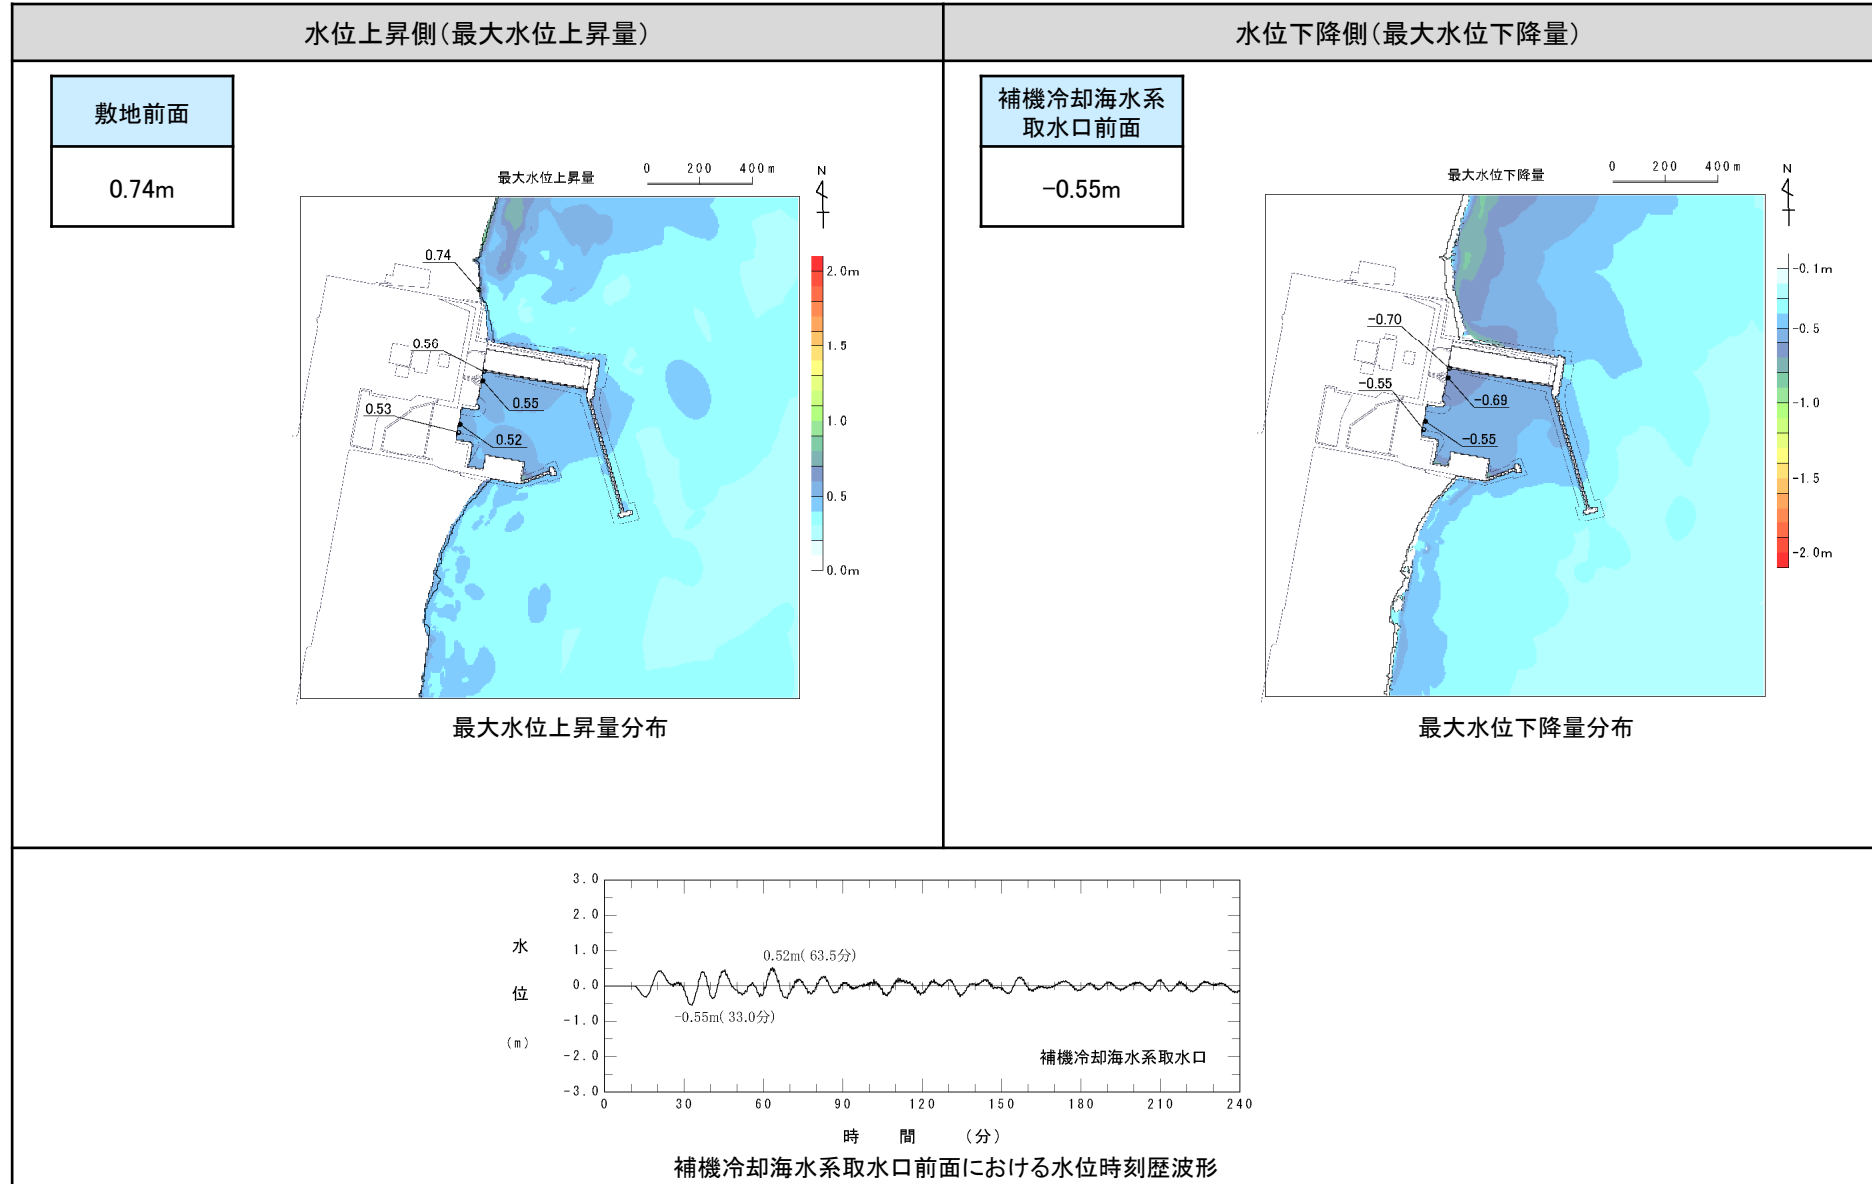 水位上昇側(最大水位上昇量)
水位下降側(最大水位下降量)
敷地前面
0.74m
最大水位上昇量
0 200 400m
N
0.74
0.56
0.55
0.53
0.52
2.0m
1.5
1.0
0.5
0.0m
最大水位上昇量分布
補機冷却海水系
取水口前面
-0.55m
最大水位下降量
0 200 400m
N
-0.70
-0.69
-0.55
-0.55
-0.1m
-0.5
-1.0
-1.5
-2.0m
最大水位下降量分布
3.0
2.0
1.0
0.0
-1.0
-2.0
-3.0
水位(m)
0.52m( 63.5分)
-0.55m( 33.0分)
補機冷却海水系取水口
0 30 60 90 120 150 180 210 240
時 間 (分)
補機冷却海水系取水口前面における水位時刻歴波形